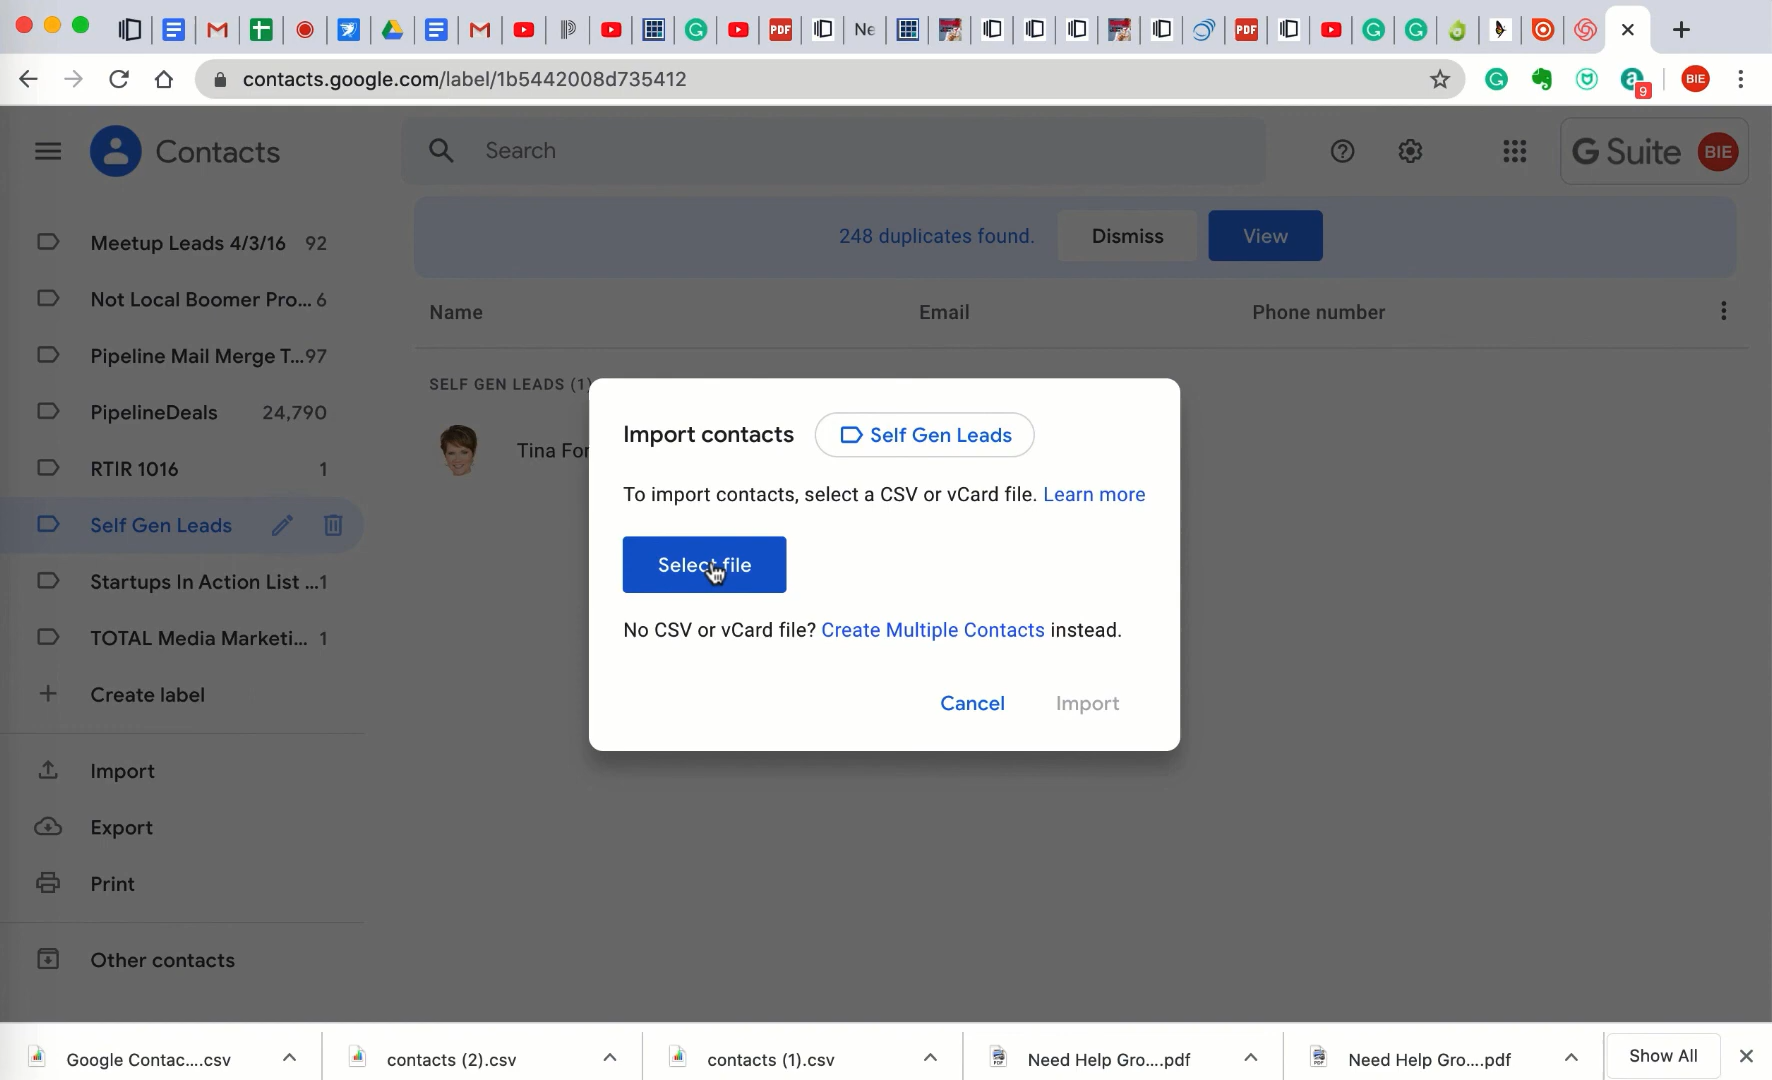 Ne
contacts.google.com/label/1b5442008d735412
9
BIE
Contacts
Search
G Suite
BIE
Meetup Leads 4/3/16 92
Not Local Boomer Pro... 6
Pipeline Mail Merge T...97
PipelineDeals 24,790
RTIR 1016 1
Self Gen Leads
Startups In Action List ...1
TOTAL Media Marketi... 1
Create label
Import
Export
Print
Other contacts
248 duplicates found.
Dismiss
View
Name Email Phone number
SELF GEN LEADS (1)
Tina For
Import contacts
Self Gen Leads
To import contacts, select a CSV or vCard file. Learn more
Select file
No CSV or vCard file? Create Multiple Contacts instead.
Cancel Import
Google Contac....csv
contacts (2).csv
contacts (1).csv
Need Help Gro....pdf
Need Help Gro....pdf
Show All